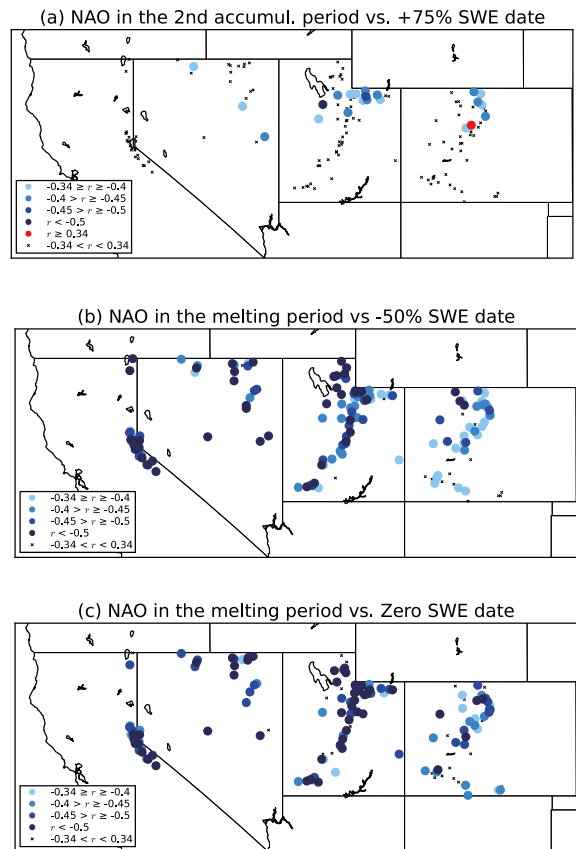 (a) NAO in the 2nd accumul. period vs. +75% SWE date
-0.34 ≥ r ≥ -0.4
-0.4 > r ≥ -0.45
-0.45 > r ≥ -0.5
r < -0.5
r ≥ 0.34
-0.34 < r < 0.34
(b) NAO in the melting period vs -50% SWE date
-0.34 ≥ r ≥ -0.4
-0.4 > r ≥ -0.45
-0.45 > r ≥ -0.5
r < -0.5
-0.34 < r < 0.34
(c) NAO in the melting period vs. Zero SWE date
-0.34 ≥ r ≥ -0.4
-0.4 > r ≥ -0.45
-0.45 > r ≥ -0.5
r < -0.5
-0.34 < r < 0.34